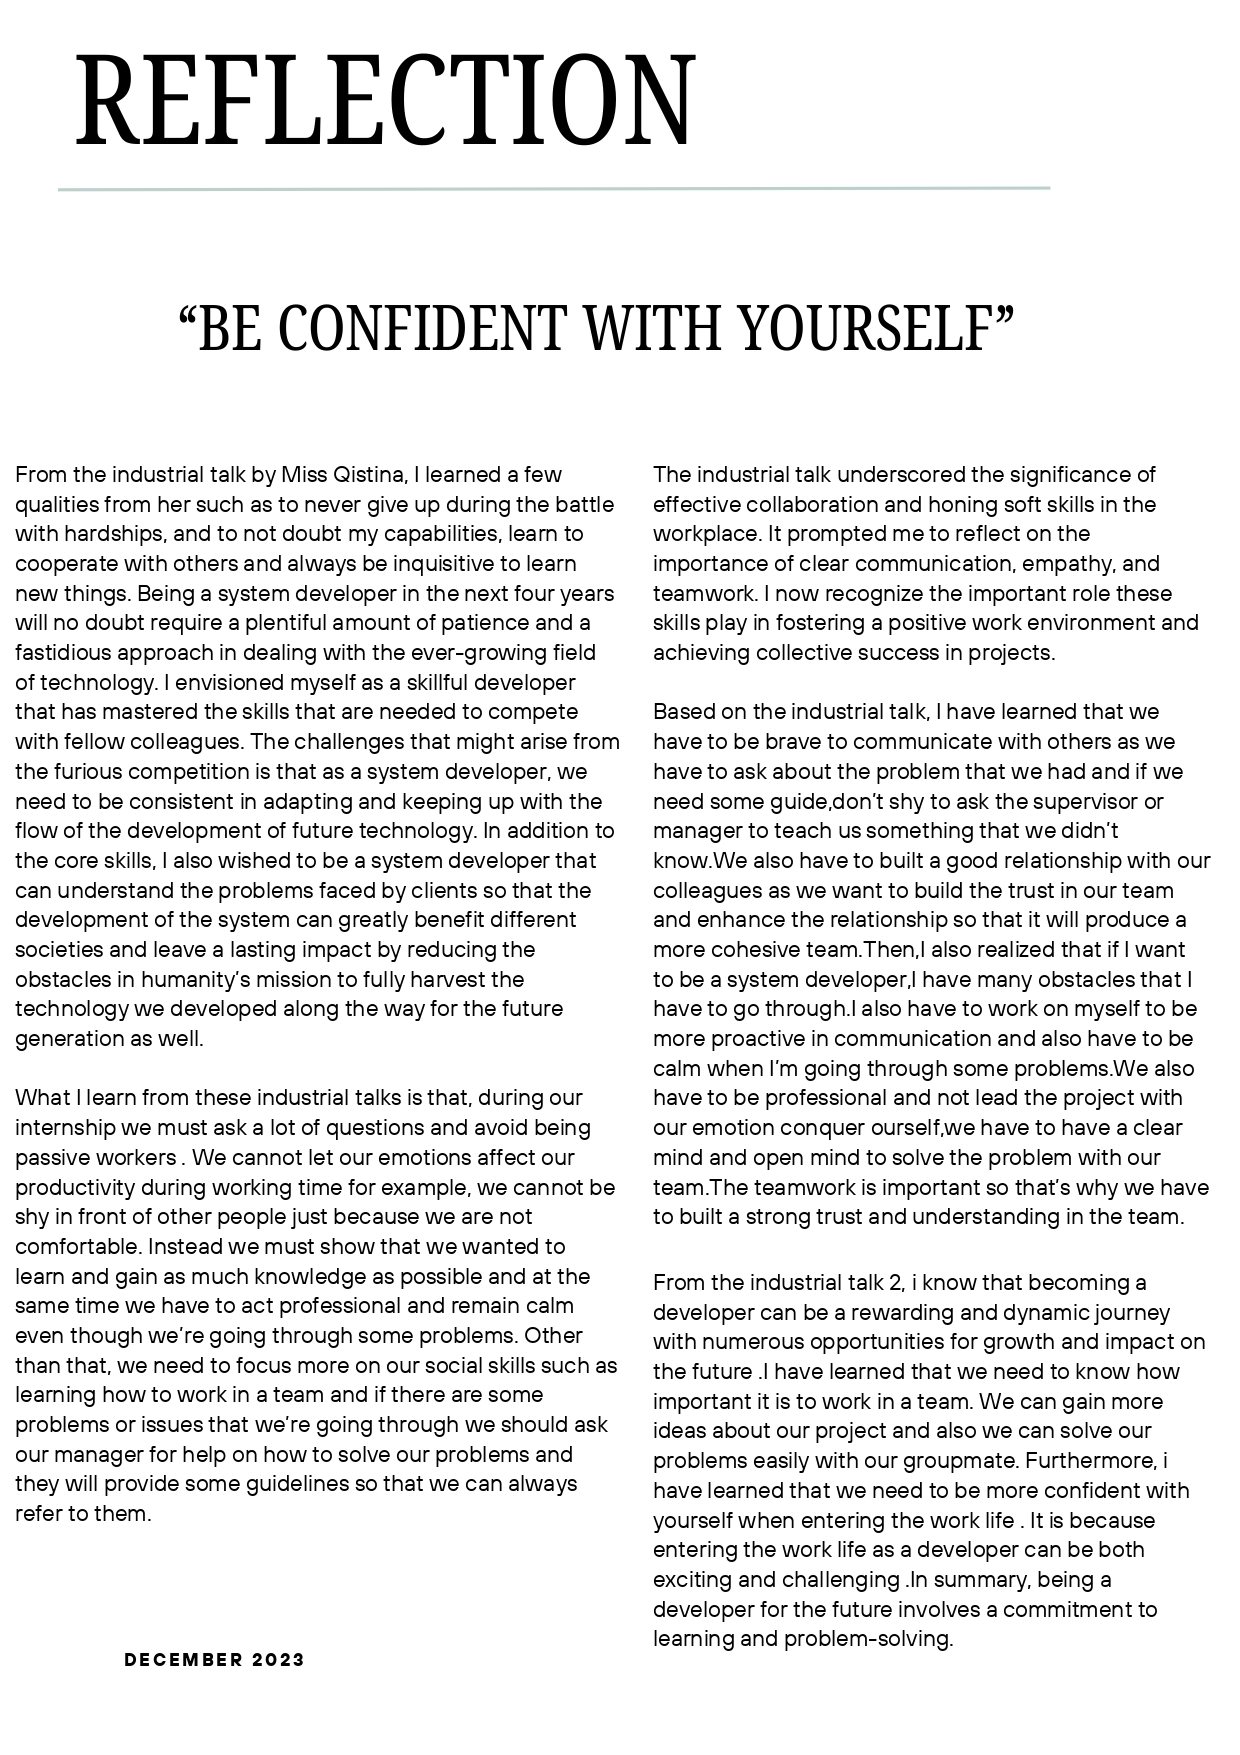 REFLECTION
“BE CONFIDENT WITH YOURSELF”
From the industrial talk by Miss Qistina, I learned a few
qualities from her such as to never give up during the battle
with hardships, and to not doubt my capabilities, learn to
cooperate with others and always be inquisitive to learn
new things. Being a system developer in the next four years
will no doubt require a plentiful amount of patience and a
fastidious approach in dealing with the ever-growing field
of technology. I envisioned myself as a skillful developer
that has mastered the skills that are needed to compete
with fellow colleagues. The challenges that might arise from
the furious competition is that as a system developer, we
need to be consistent in adapting and keeping up with the
flow of the development of future technology. In addition to
the core skills, I also wished to be a system developer that
can understand the problems faced by clients so that the
development of the system can greatly benefit different
societies and leave a lasting impact by reducing the
obstacles in humanity’s mission to fully harvest the
technology we developed along the way for the future
generation as well.
What I learn from these industrial talks is that, during our
internship we must ask a lot of questions and avoid being
passive workers . We cannot let our emotions affect our
productivity during working time for example, we cannot be
shy in front of other people just because we are not
comfortable. Instead we must show that we wanted to
learn and gain as much knowledge as possible and at the
same time we have to act professional and remain calm
even though we’re going through some problems. Other
than that, we need to focus more on our social skills such as
learning how to work in a team and if there are some
problems or issues that we’re going through we should ask
our manager for help on how to solve our problems and
they will provide some guidelines so that we can always
refer to them.
The industrial talk underscored the significance of
effective collaboration and honing soft skills in the
workplace. It prompted me to reflect on the
importance of clear communication, empathy, and
teamwork. I now recognize the important role these
skills play in fostering a positive work environment and
achieving collective success in projects.
Based on the industrial talk, I have learned that we
have to be brave to communicate with others as we
have to ask about the problem that we had and if we
need some guide,don’t shy to ask the supervisor or
manager to teach us something that we didn’t
know.We also have to built a good relationship with our
colleagues as we want to build the trust in our team
and enhance the relationship so that it will produce a
more cohesive team.Then,I also realized that if I want
to be a system developer,I have many obstacles that I
have to go through.I also have to work on myself to be
more proactive in communication and also have to be
calm when I’m going through some problems.We also
have to be professional and not lead the project with
our emotion conquer ourself,we have to have a clear
mind and open mind to solve the problem with our
team.The teamwork is important so that’s why we have
to built a strong trust and understanding in the team.
From the industrial talk 2, i know that becoming a
developer can be a rewarding and dynamic journey
with numerous opportunities for growth and impact on
the future .I have learned that we need to know how
important it is to work in a team. We can gain more
ideas about our project and also we can solve our
problems easily with our groupmate. Furthermore, i
have learned that we need to be more confident with
yourself when entering the work life . It is because
entering the work life as a developer can be both
exciting and challenging .In summary, being a
developer for the future involves a commitment to
learning and problem-solving.
DECEMBER 2023